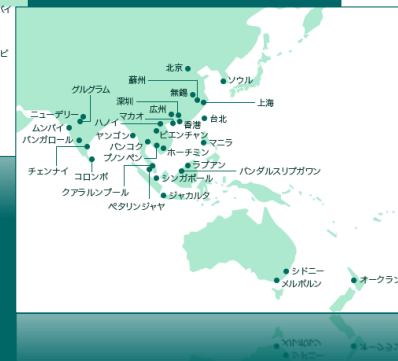 バイ
ピ
北京
ソウル
蘇州
無錫
上海
グルグラム
深圳
広州
マカオ
台北
ニューデリー
ハノイ
香港
ムンバイ
ヤンゴン
ビエンチャン
バンガロール
バンコク
マニラ
プノンペン
ホーチミン
ラブアン
チェンナイ
バンダルスリブガワン
コロンボ
シンガポール
クアラルンプール
ジャカルタ
ペタリンジャヤ
シドニー
オークラン
メルボルン